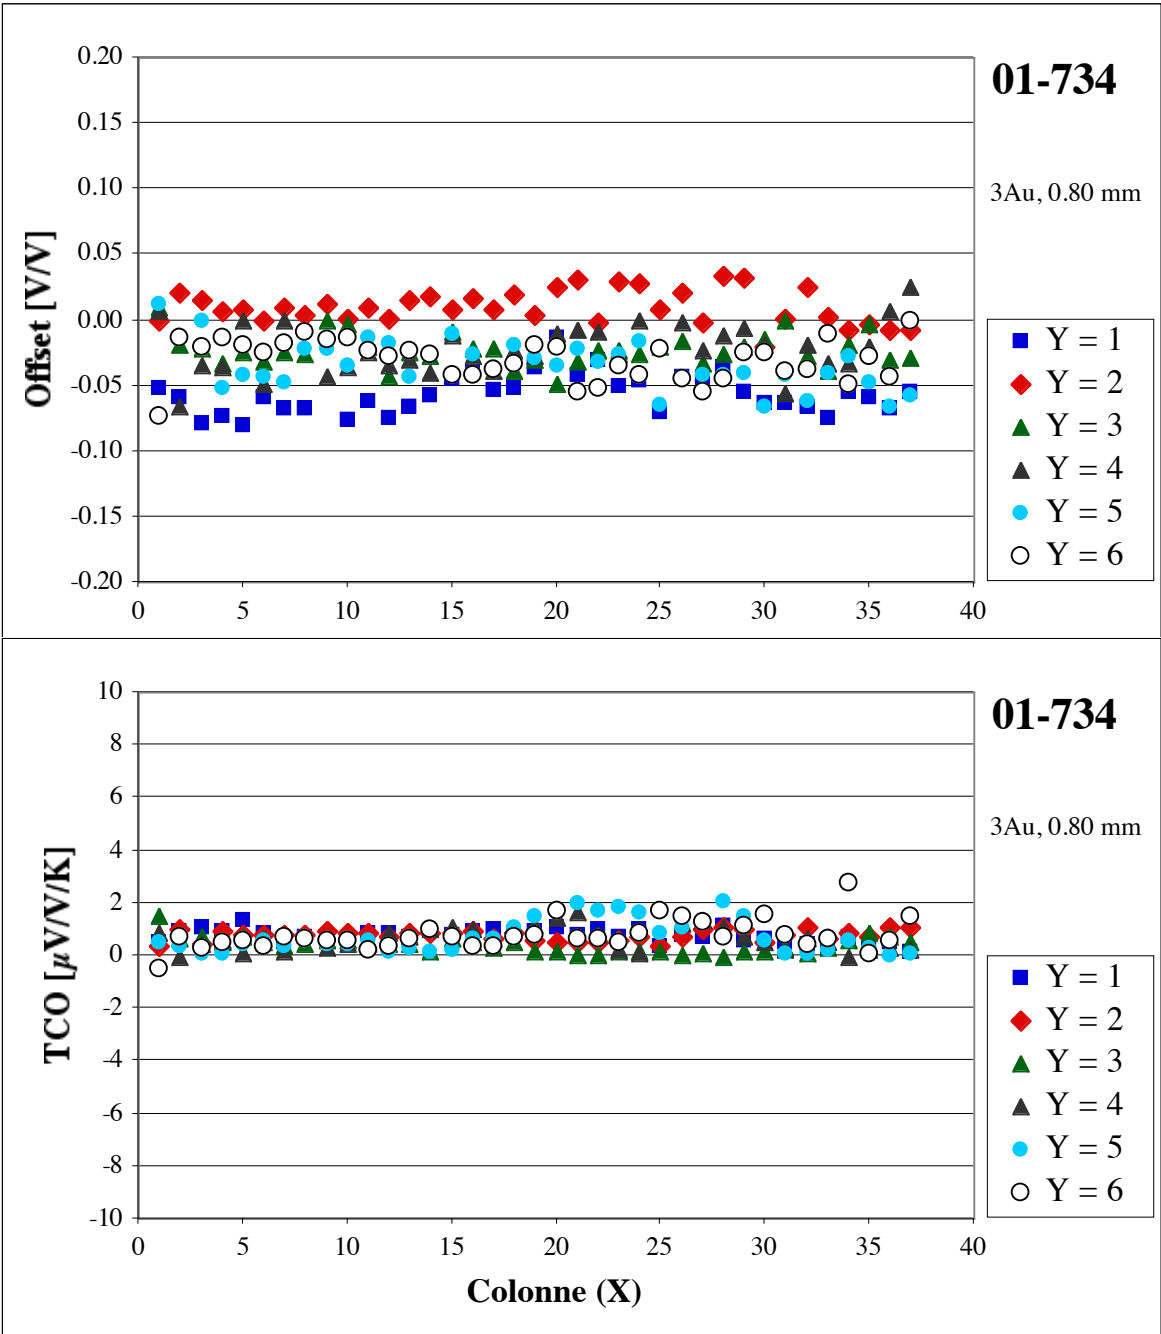 0.20
01-734
0.15
0.10
3Au, 0.80 mm
0.05
Offset [V/V]
0.00
-0.05
-0.10
-0.15
-0.20
Y = 1
Y = 2
Y = 3
Y = 4
Y = 5
Y = 6
0 5 10 15 20 25 30 35 40
10
01-734
8
6
3Au, 0.80 mm
4
2
TCO [µV/V/K]
0
-2
-4
-6
-8
-10
Y = 1
Y = 2
Y = 3
Y = 4
Y = 5
Y = 6
0 5 10 15 20 25 30 35 40
Colonne (X)